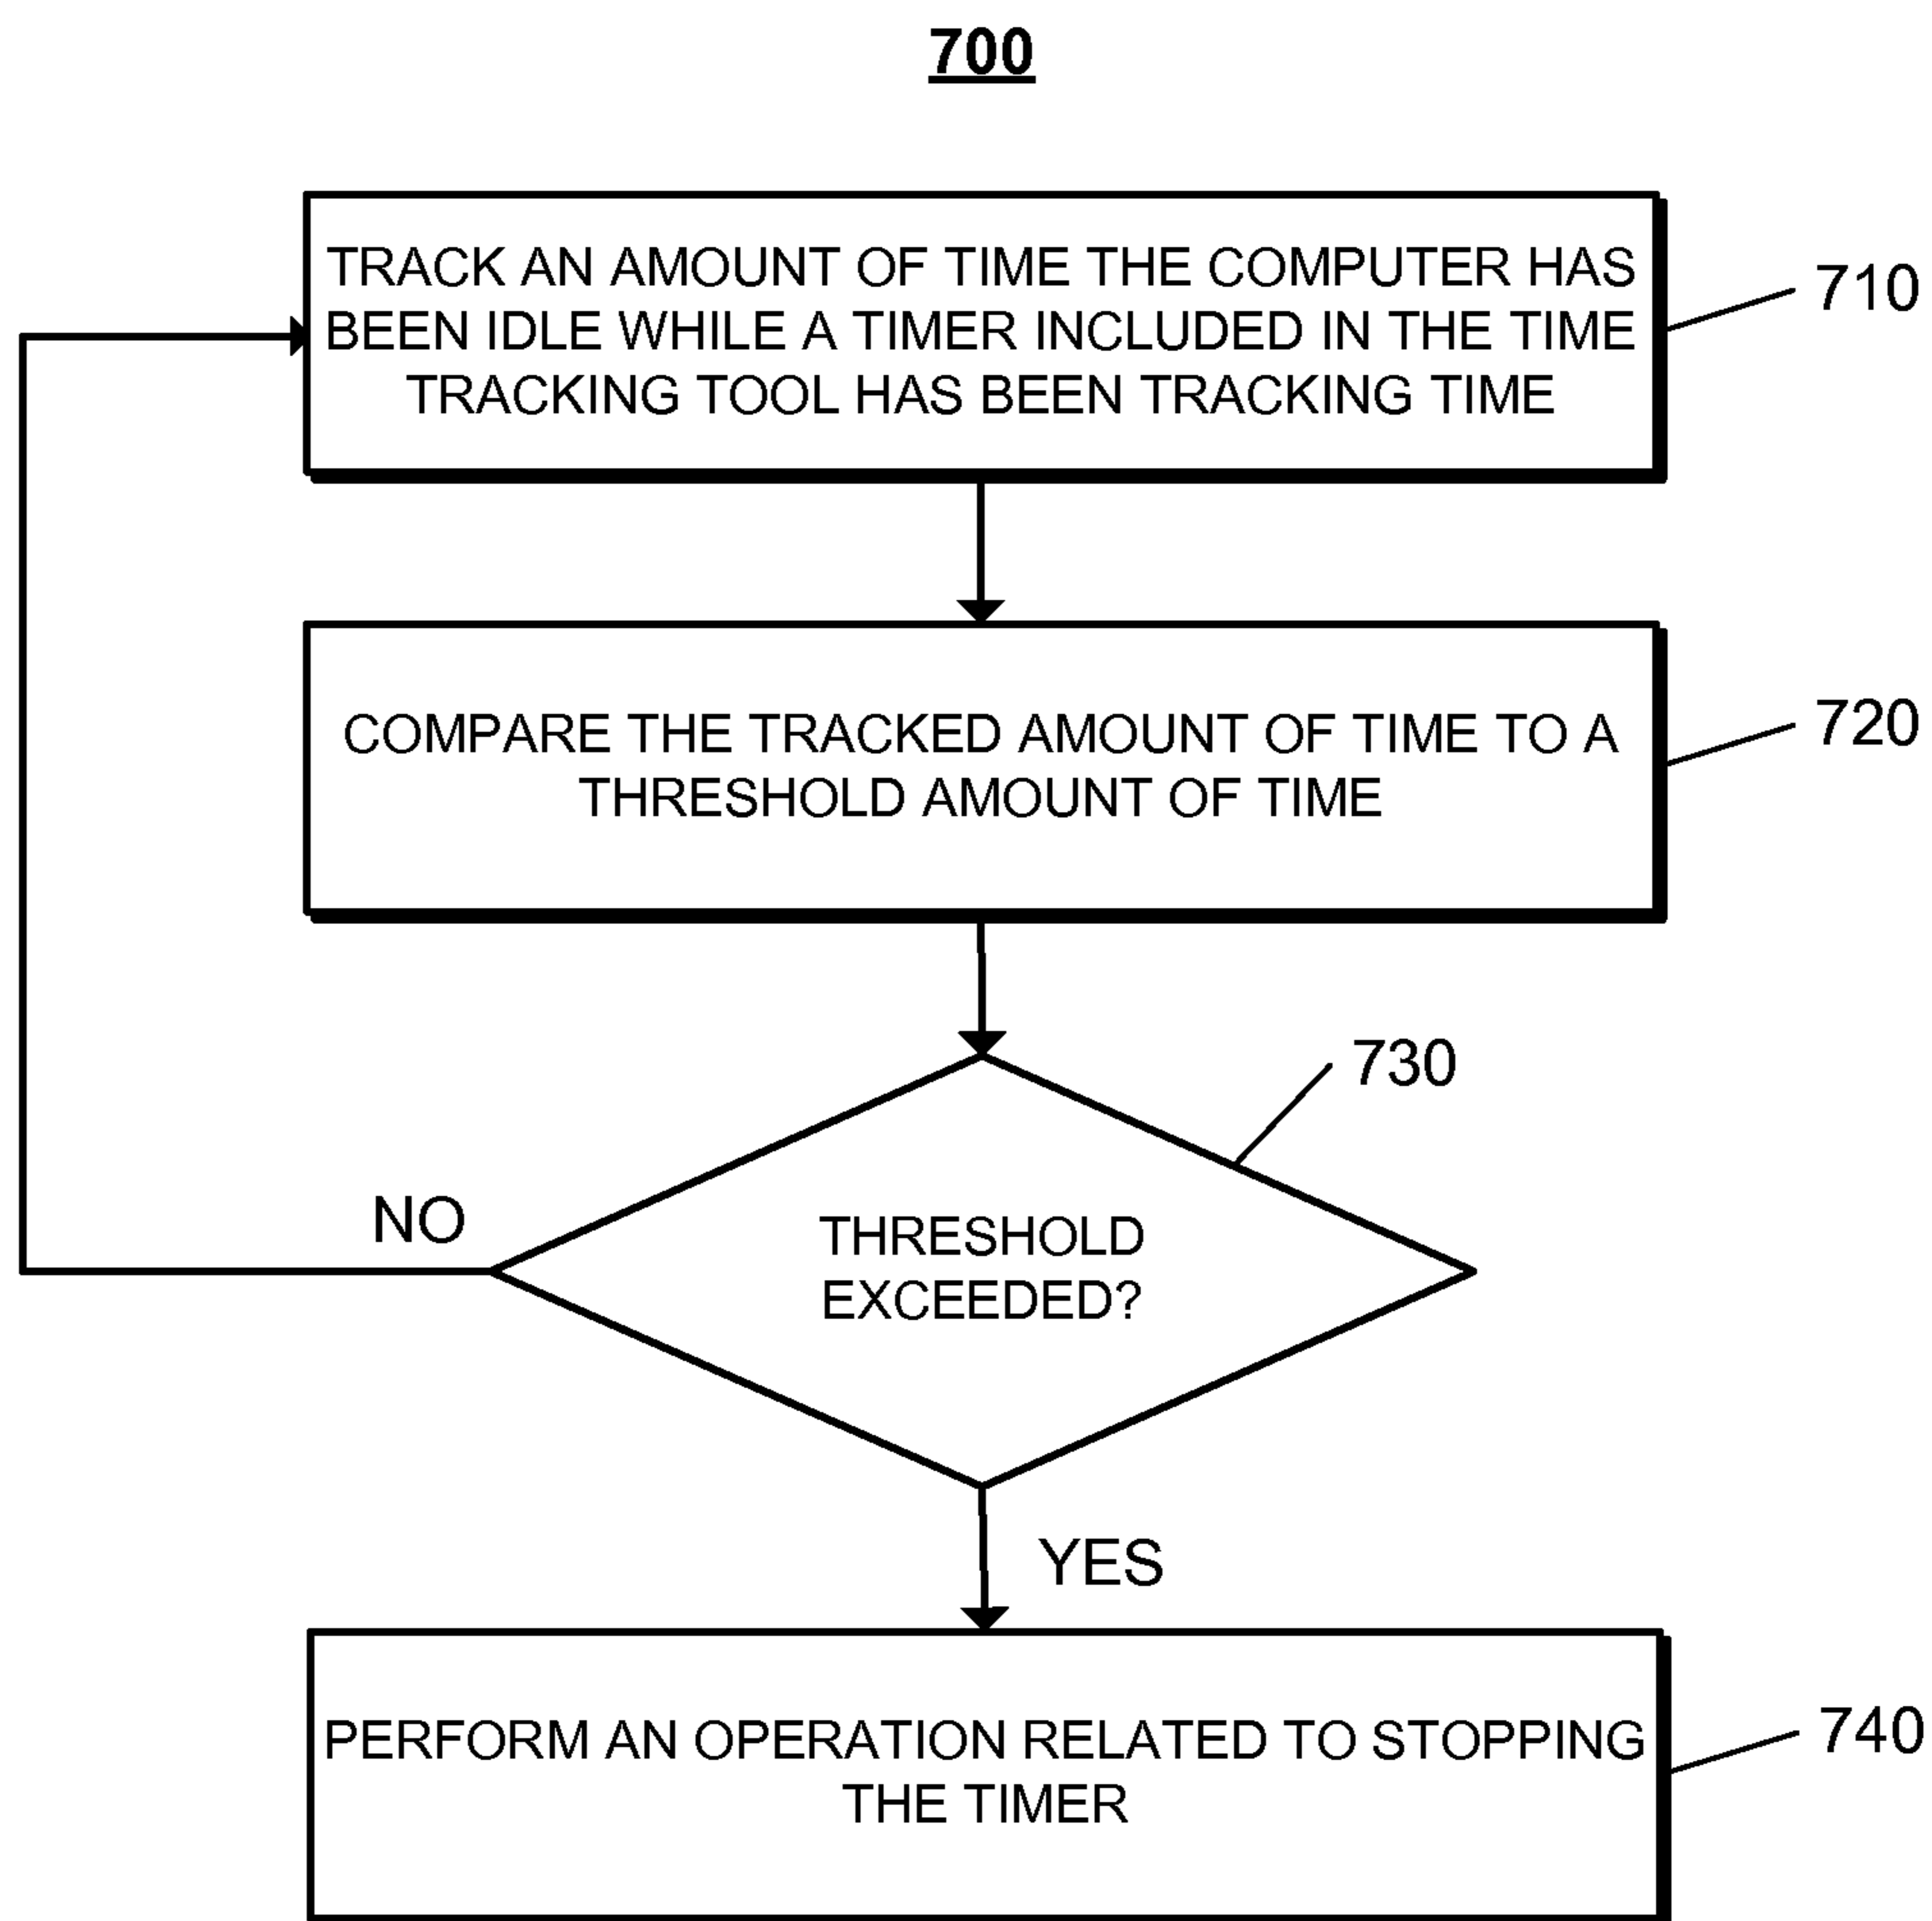 700
TRACK AN AMOUNT OF TIME THE COMPUTER HAS
BEEN IDLE WHILE A TIMER INCLUDED IN THE TIME
TRACKING TOOL HAS BEEN TRACKING TIME
710
COMPARE THE TRACKED AMOUNT OF TIME TO A
THRESHOLD AMOUNT OF TIME
720
730
THRESHOLD
EXCEEDED?
NO
YES
PERFORM AN OPERATION RELATED TO STOPPING
THE TIMER
740